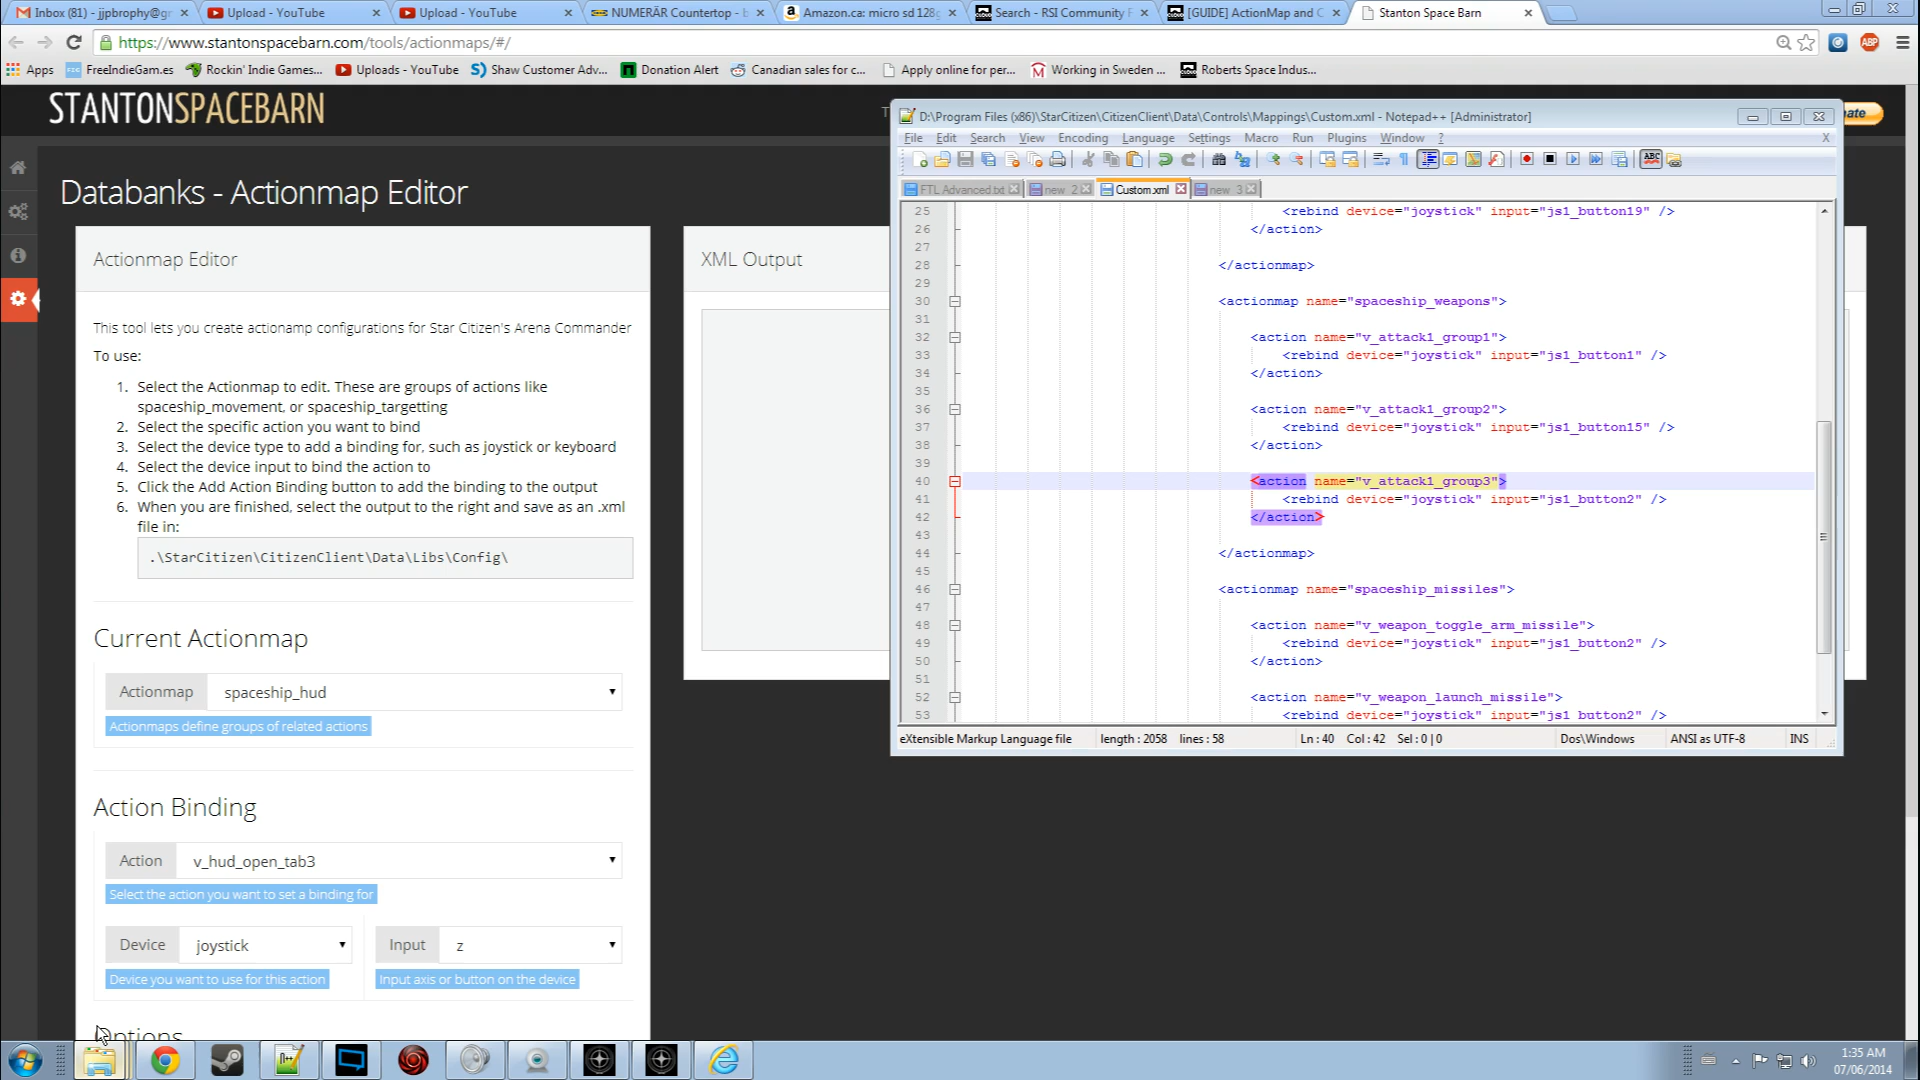 Inbox (81) - jjpbrophy@gr
Upload - YouTube
Upload - YouTube
NUMERÄR Countertop - b
Amazon.ca: micro sd 128g
Search - RSI Community F
[GUIDE] ActionMap and C
Stanton Space Barn
https://www.stantonspacebarn.com/tools/actionmaps/#/
Apps
FreeIndieGam.es
Rockin' Indie Games...
Uploads - YouTube
Shaw Customer Adv...
Donation Alert
Canadian sales for c...
Apply online for per...
Working in Sweden ...
Roberts Space Indus...
STANTONSPACEBARN
Databanks - Actionmap Editor
Actionmap Editor
This tool lets you create actionamp configurations for Star Citizen's Arena Commander
To use:
1. Select the Actionmap to edit. These are groups of actions like
spaceship_movement, or spaceship_targetting
2. Select the specific action you want to bind
3. Select the device type to add a binding for, such as joystick or keyboard
4. Select the device input to bind the action to
5. Click the Add Action Binding button to add the binding to the output
6. When you are finished, select the output to the right and save as an .xml
file in:
.\StarCitizen\CitizenClient\Data\Libs\Config\
Current Actionmap
Actionmap spaceship_hud
Actionmaps define groups of related actions
Action Binding
Action v_hud_open_tab3
Select the action you want to set a binding for
Device joystick
Device you want to use for this action
Input z
Input axis or button on the device
Options
XML Output
ate
D:\Program Files (x86)\StarCitizen\CitizenClient\Data\Controls\Mappings\Custom.xml - Notepad++ [Administrator]
File Edit Search View Encoding Language Settings Macro Run Plugins Window ? X
FTL Advanced.txt
new 2
Custom.xml
new 3
25 <rebind device="joystick" input="js1_button19" />
26 </action>
27
28 </actionmap>
29
30 <actionmap name="spaceship_weapons">
31
32 <action name="v_attack1_group1">
33 <rebind device="joystick" input="js1_button1" />
34 </action>
35
36 <action name="v_attack1_group2">
37 <rebind device="joystick" input="js1_button15" />
38 </action>
39
40 <action name="v_attack1_group3">
41 <rebind device="joystick" input="js1_button2" />
42 </action>
43
44 </actionmap>
45
46 <actionmap name="spaceship_missiles">
47
48 <action name="v_weapon_toggle_arm_missile">
49 <rebind device="joystick" input="js1_button2" />
50 </action>
51
52 <action name="v_weapon_launch_missile">
53 <rebind device="joystick" input="js1_button2" />
eXtensible Markup Language file length : 2058 lines : 58 Ln : 40 Col : 42 Sel : 0 | 0 Dos\Windows ANSI as UTF-8 INS
1:35 AM
07/06/2014